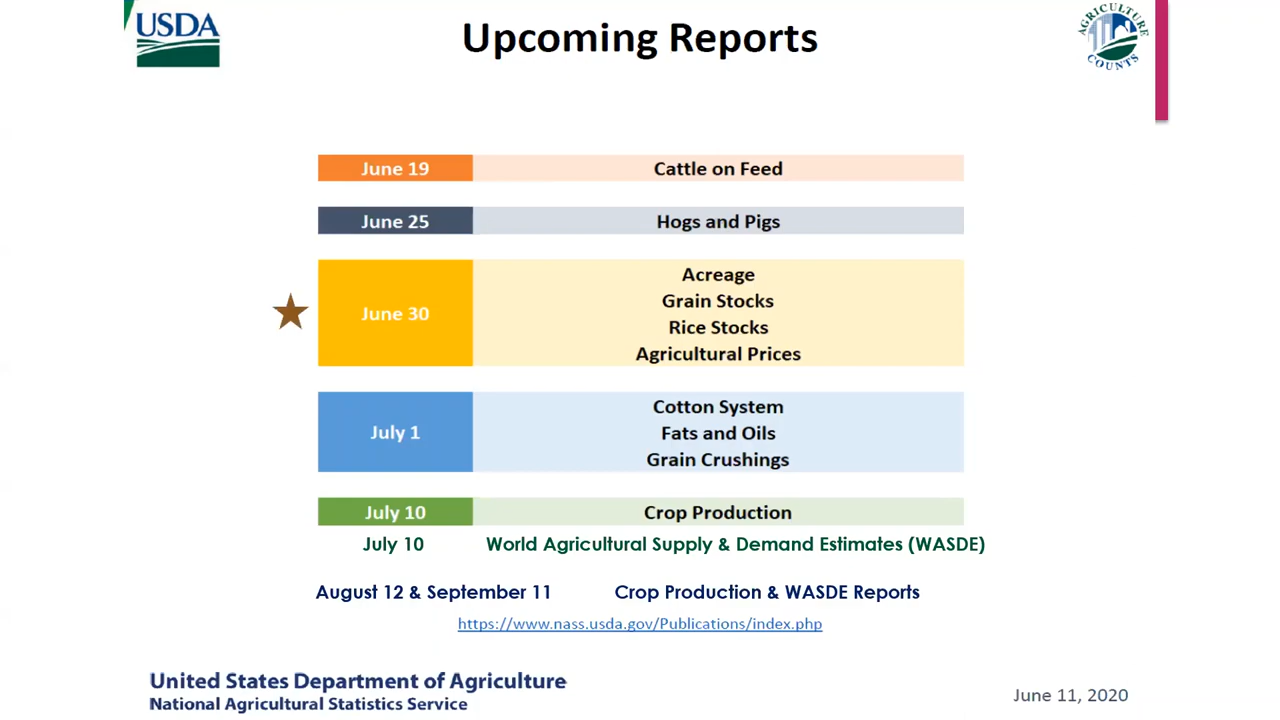 USDA
Upcoming Reports
AGRICULTURE
COUNTS
June 19 Cattle on Feed
June 25 Hogs and Pigs
June 30
Acreage
Grain Stocks
Rice Stocks
Agricultural Prices
July 1
Cotton System
Fats and Oils
Grain Crushings
July 10 Crop Production
July 10 World Agricultural Supply & Demand Estimates (WASDE)
August 12 & September 11 Crop Production & WASDE Reports
https://www.nass.usda.gov/Publications/index.php
United States Department of Agriculture
National Agricultural Statistics Service
June 11, 2020